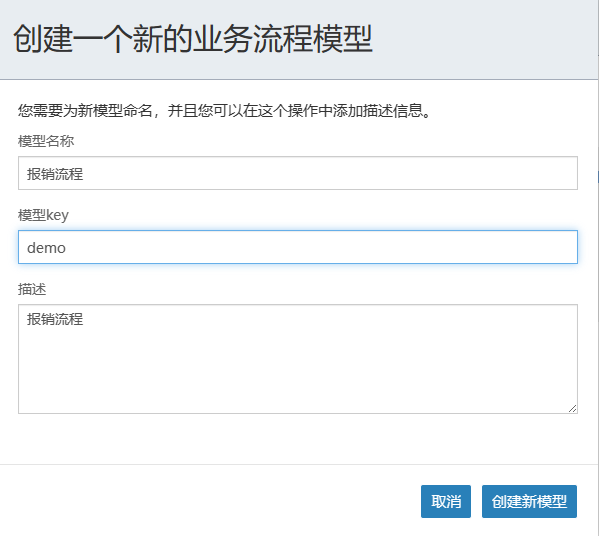 创建一个新的业务流程模型
您需要为新模型命名，并且您可以在这个操作中添加描述信息。
模型名称
报销流程
模型key
demo
描述
报销流程
取消 创建新模型